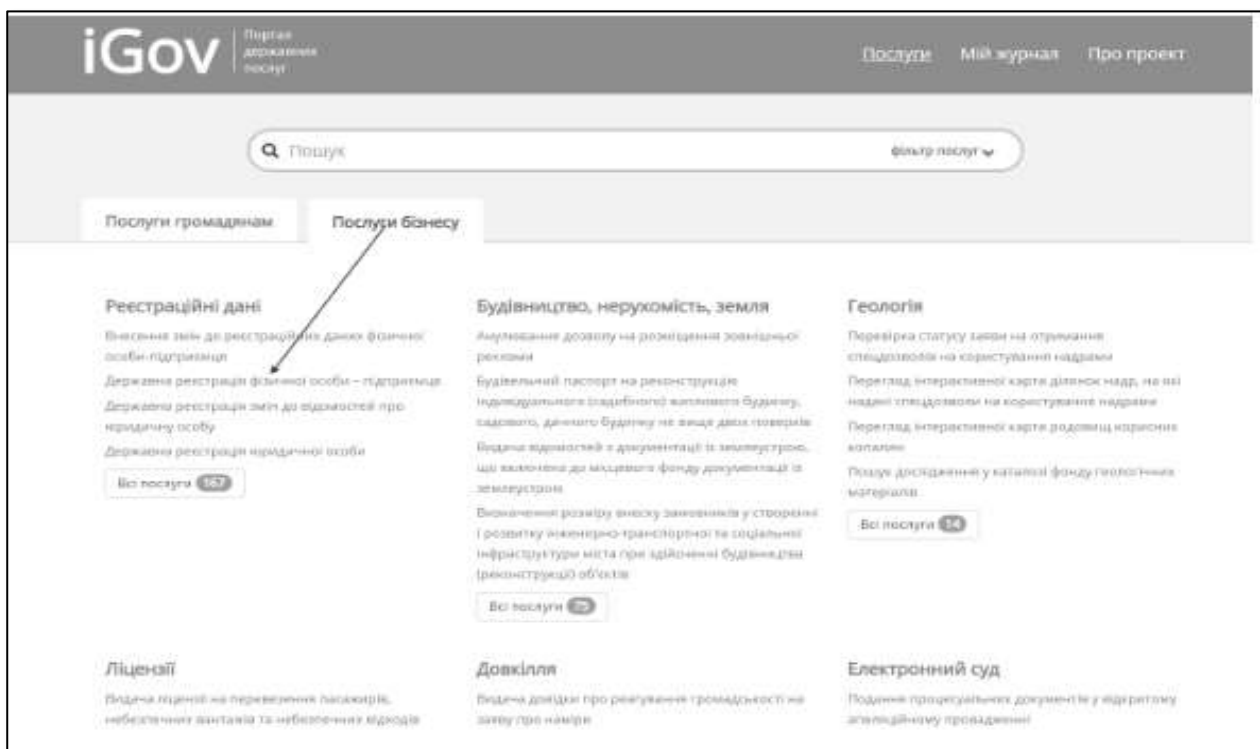 iGov
Портал
державних
послуг
Послуги Мій журнал Про проект
Пошук фільтр послуг
Послуги громадянам Послуги бізнесу
Реєстраційні дані
Внесення змін до реєстраційних даних фізичної
особи-підприємця
Державна реєстрація фізичної особи – підприємця
Державна реєстрація змін до відомостей про
юридичну особу
Державна реєстрація юридичної особи
Всі послуги 167
Будівництво, нерухомість, земля
Анулювання дозволу на розміщення зовнішньої
реклами
Будівельний паспорт на реконструкцію
індивідуального (садибного) житлового будинку,
садового, дачного будинку не вище двох поверхів
Видача відомостей з документації із землеустрою,
що включена до місцевого фонду документації із
землеустрою
Визначення розміру внеску замовників у створенні
і розвитку інженерно-транспортної та соціальної
інфраструктури міста при здійсненні будівництва
(реконструкції) об'єктів
Всі послуги 75
Геологія
Перевірка статусу заяви на отримання
спецдозволів на користування надрами
Перегляд інтерактивної карти ділянок надр, на які
надані спецдозволи на користування надрами
Перегляд інтерактивної карти родовищ корисних
копалин
Пошук дослідження у каталозі фонду геологічних
матеріалів
Всі послуги 14
Ліцензії
Видача ліцензії на перевезення пасажирів,
небезпечних вантажів та небезпечних відходів
Довкілля
Видача довідки про реагування громадськості на
заяву про наміри
Електронний суд
Подання процесуальних документів у відкритому
апеляційному провадженні